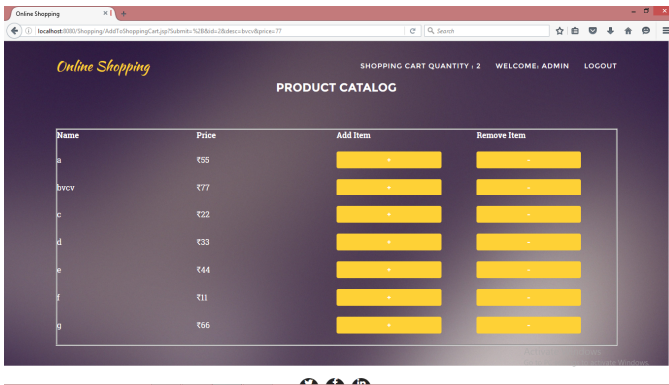 Online Shopping
localhost:8080/Shopping/AddToShoppingCart.jsp?Submit=%2B&id=2&desc=bvcv&price=77
Search
Online Shopping
SHOPPING CART QUANTITY : 2 WELCOME: ADMIN LOGOUT
PRODUCT CATALOG
Name Price Add Item Remove Item
a ₹55 + -
bvcv ₹77 + -
c ₹22 + -
d ₹33 + -
e ₹44 + -
f ₹11 + -
g ₹66 + -
Windows.